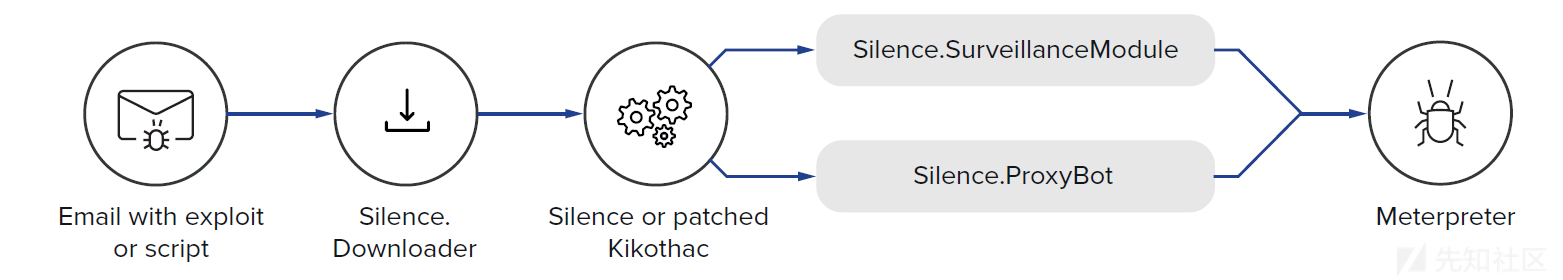 Silence.SurveillanceModule
Silence.ProxyBot
Email with exploit
or script
Silence.
Downloader
Silence or patched
Kikothac
Meterpreter
先知社区